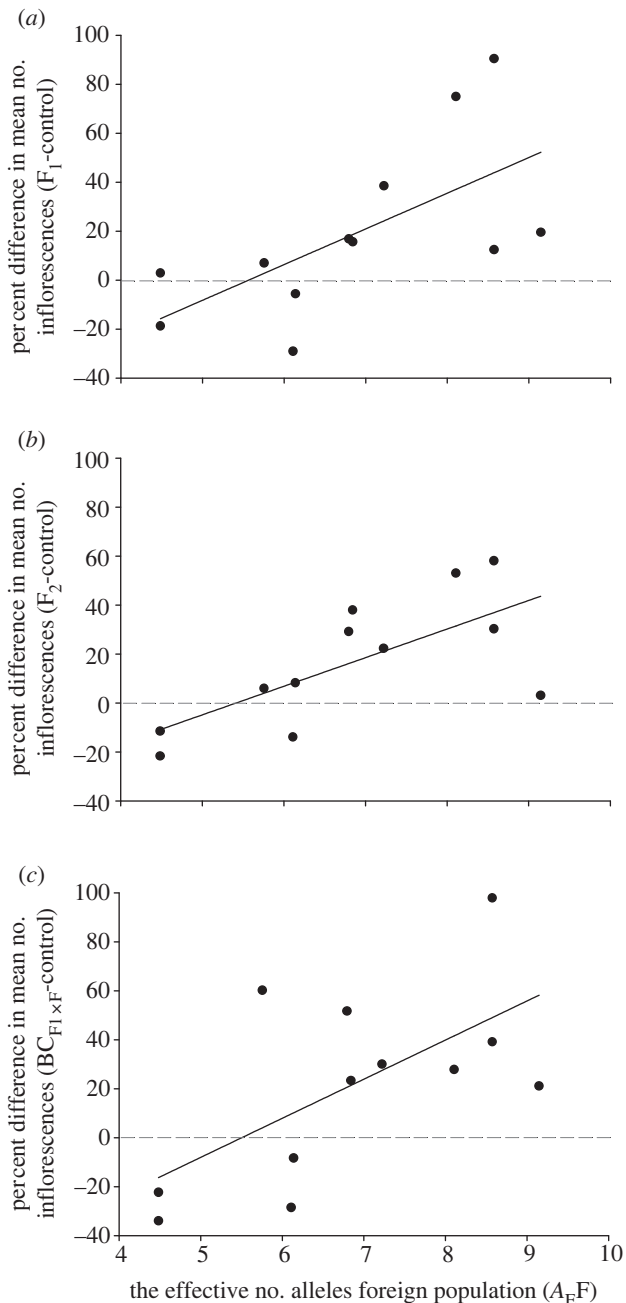 (a)
100
80
60
40
20
0
–20
–40
percent difference in mean no.
inflorescences (F1-control)
(b)
100
80
60
40
20
0
–20
–40
percent difference in mean no.
inflorescences (F2-control)
(c)
100
80
60
40
20
0
–20
–40
percent difference in mean no.
inflorescences (BCF1×F-control)
4 5 6 7 8 9 10
the effective no. alleles foreign population (AEF)